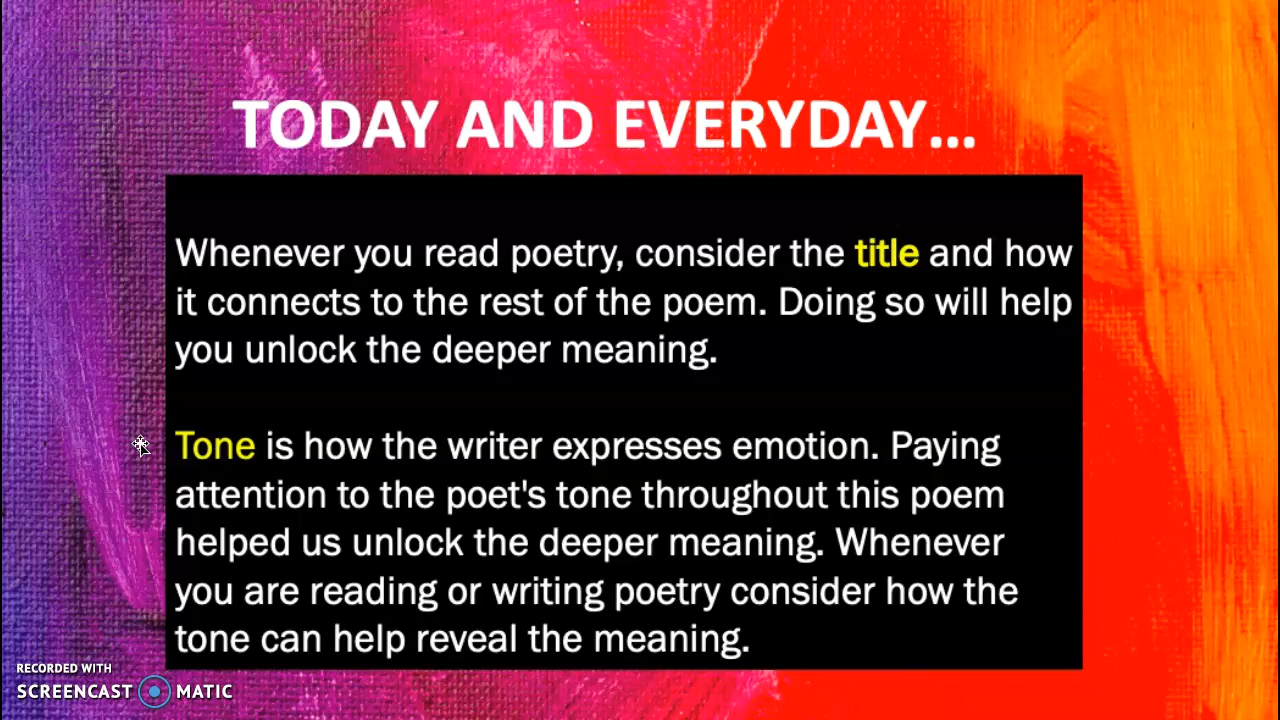 TODAY AND EVERYDAY...
Whenever you read poetry, consider the title and how
it connects to the rest of the poem. Doing so will help
you unlock the deeper meaning.
Tone is how the writer expresses emotion. Paying
attention to the poet's tone throughout this poem
helped us unlock the deeper meaning. Whenever
you are reading or writing poetry consider how the
tone can help reveal the meaning.
RECORDED WITH
SCREENCAST MATIC